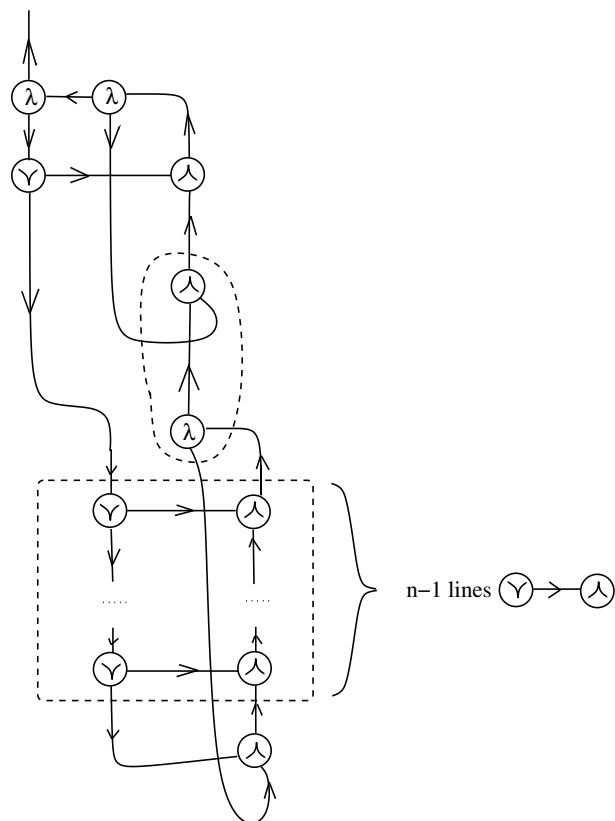 λ λ
Y ⋏
⋏
λ
Y ⋏
..... .....
n−1 lines Y ⋏
Y ⋏
⋏